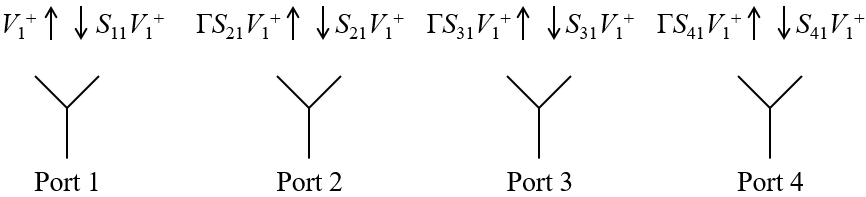 V₁⁺ ↑ ↓ S₁₁V₁⁺ ΓS₂₁V₁⁺ ↑ ↓ S₂₁V₁⁺ ΓS₃₁V₁⁺ ↑ ↓ S₃₁V₁⁺ ΓS₄₁V₁⁺ ↑ ↓ S₄₁V₁⁺
Port 1 Port 2 Port 3 Port 4